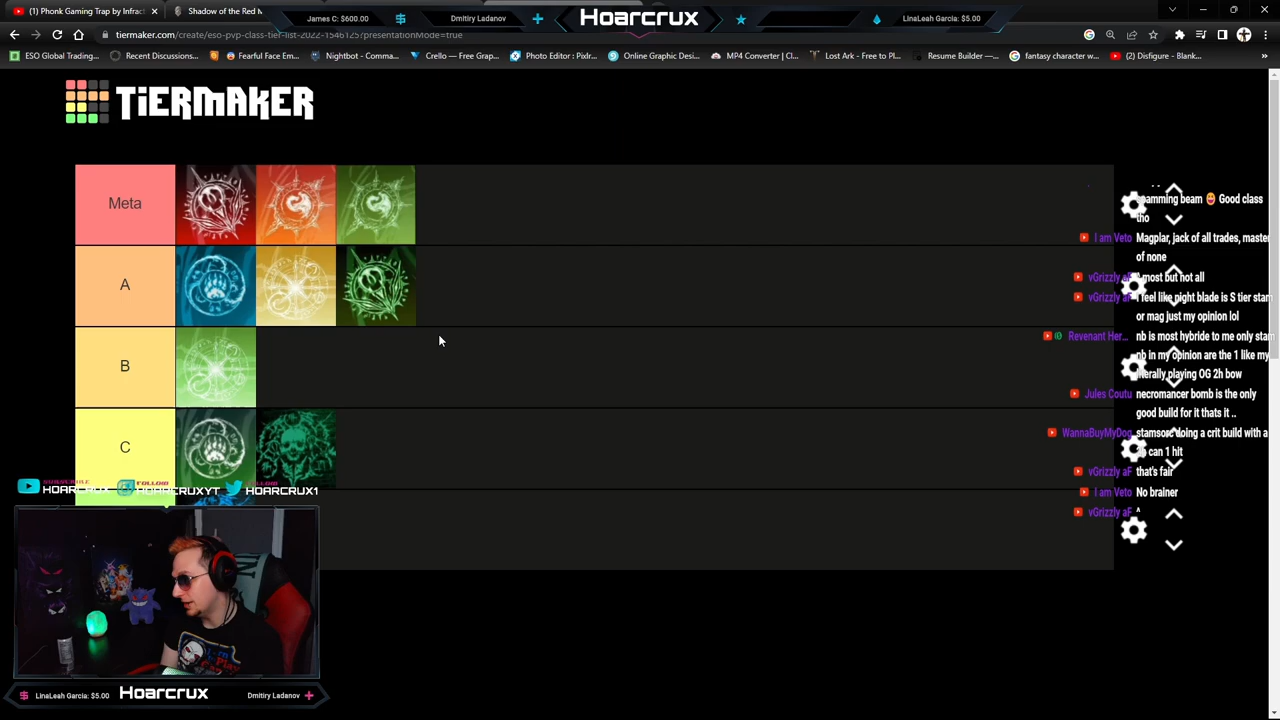 (1) Phonk Gaming Trap by Infract
Shadow of the Red M
James C: $600.00
Dmitiry Ladanov
Hoarcrux
LinaLeah Garcia: $5.00
tiermaker.com/create/eso-pvp-class-tier-list-2022-1546125?presentationMode=true
ESO Global Trading...
Recent Discussions...
Fearful Face Em...
Nightbot - Comma...
Crello — Free Grap...
Photo Editor : Pixlr...
Online Graphic Desi...
MP4 Converter | Cl...
Lost Ark - Free to Pl...
Resume Builder —...
fantasy character w...
(2) Disfigure - Blank...
TiERMAKER
Meta
A
B
C
spamming beam Good class
tho
I am Veto Magplar, jack of all trades, master
of none
vGrizzly aF most but not all
vGrizzly aF I feel like night blade is S tier stam
or mag just my opinion lol
Revenant Her... nb is most hybride to me only stam
nb in my opinion are the 1 like my
literally playing OG 2h bow
Jules Coutu necromancer bomb is the only
good build for it thats it ..
WannaBuyMyDog stamsorc doing a crit build with a
can 1 hit
vGrizzly aF that's fair
I am Veto No brainer
vGrizzly aF ^
SUBSCRIBE
HOARCRUX
FOLLOW
HOARCRUXYT
FOLLOW
HOARCRUX1
LinaLeah Garcia: $5.00
Hoarcrux
Dmitiry Ladanov